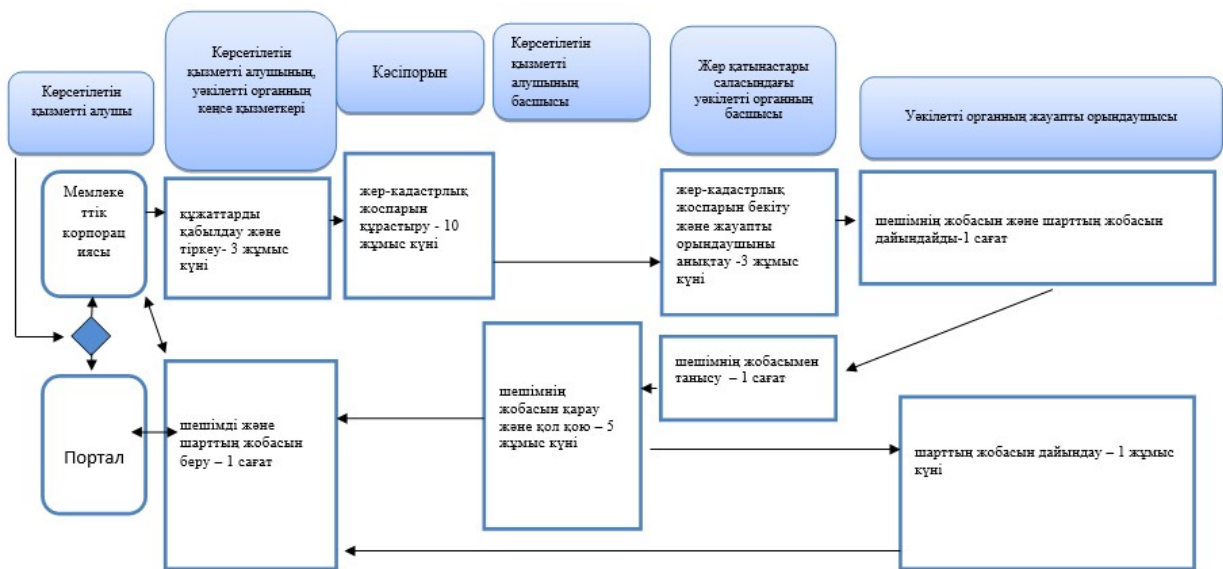 Көрсетілетін
қызметті алушы
Көрсетілетін
қызметті алушының,
уәкілетті органның
кеңсе қызметкері
Кәсіпорын
Көрсетілетін
қызметті
алушының
басшысы
Жер қатынастары
саласындағы
уәкілетті органның
басшысы
Уәкілетті органның жауапты орындаушысы
Мемлеке
ттік
корпорац
иясы
құжаттарды
қабылдау және
тіркеу- 3 жұмыс
күні
жер-кадастрлық
жоспарын
құрастыру - 10
жұмыс күні
жер-кадастрлық
жоспарын бекіту
және жауапты
орындаушыны
анықтау -3 жұмыс
күні
шешімнің жобасын және шарттың жобасын
дайындайды-1 сағат
Портал
шешімді және
шарттың жобасын
беру – 1 сағат
шешімнің
жобасын қарау
және қол қою – 5
жұмыс күні
шешімнің жобасымен
танысу – 1 сағат
шарттың жобасын дайындау – 1 жұмыс
күні